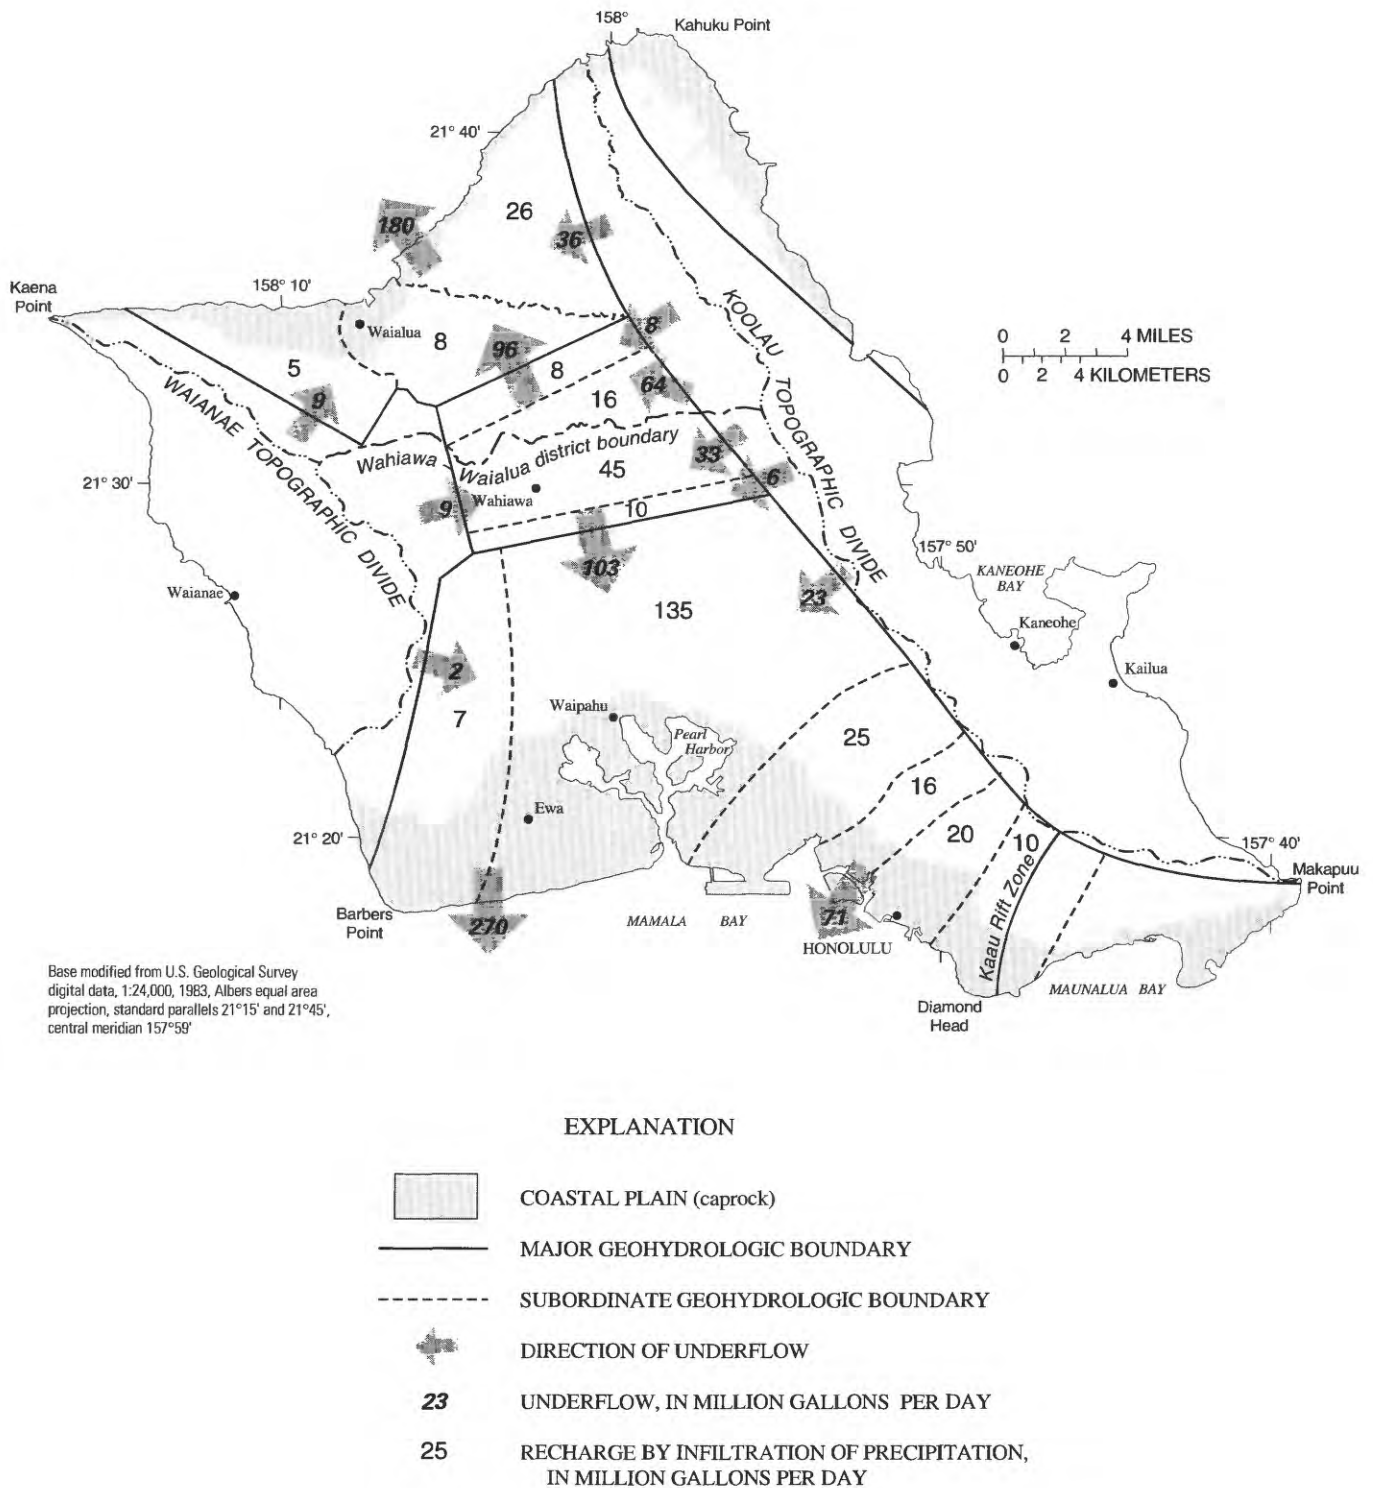 158°
Kahuku Point
21° 40'
26
180
36
Kaena
Point
158° 10'
Waialua
8
96
8
8
5
9
16
64
KOOLAU TOPOGRAPHIC DIVIDE
0 2 4 MILES
0 2 4 KILOMETERS
WAIANAE TOPOGRAPHIC DIVIDE
Wahiawa
Waialua district boundary
33
45
6
21° 30'
9
Wahiawa
10
103
157° 50'
KANEOHE
BAY
Waianae
23
135
Kaneohe
Kailua
2
7
Waipahu
Pearl
Harbor
25
16
Ewa
21° 20'
20
10
157° 40'
Makapuu
Point
Kaau Rift Zone
Barbers
Point
270
MAMALA BAY
71
HONOLULU
MAUNALUA BAY
Diamond
Head
Base modified from U.S. Geological Survey
digital data, 1:24,000, 1983, Albers equal area
projection, standard parallels 21°15' and 21°45',
central meridian 157°59'
EXPLANATION
COASTAL PLAIN (caprock)
MAJOR GEOHYDROLOGIC BOUNDARY
SUBORDINATE GEOHYDROLOGIC BOUNDARY
DIRECTION OF UNDERFLOW
23 UNDERFLOW, IN MILLION GALLONS PER DAY
25 RECHARGE BY INFILTRATION OF PRECIPITATION,
IN MILLION GALLONS PER DAY